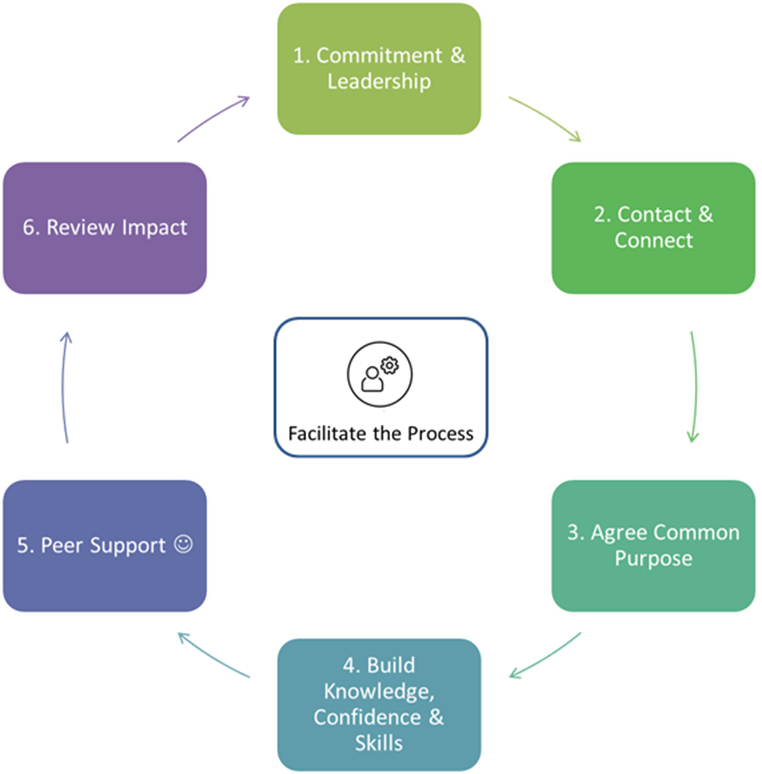 1. Commitment &
Leadership
2. Contact &
Connect
3. Agree Common
Purpose
4. Build
Knowledge,
Confidence &
Skills
5. Peer Support ☺
6. Review Impact
Facilitate the Process